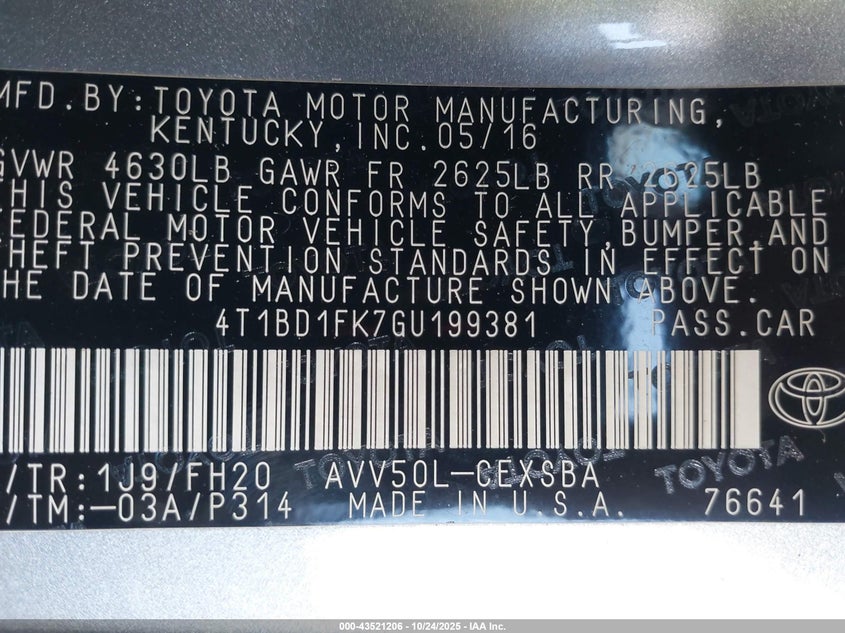 MFD. BY: TOYOTA MOTOR MANUFACTURING,
KENTUCKY, INC. 05/16
GVWR 4630LB GAWR FR 2625LB RR 2625LB
THIS VEHICLE CONFORMS TO ALL APPLICABLE
FEDERAL MOTOR VEHICLE SAFETY, BUMPER, AND
THEFT PREVENTION STANDARDS IN EFFECT ON
THE DATE OF MANUFACTURE SHOWN ABOVE.
4T1BD1FK7GU199381 PASS. CAR
/TR: 1J9/FH20 AVV50L-CEXSBA
/TM: -03A/P314 MADE IN U.S.A. 76641
TOYOTA
000-43521206 - 10/24/2025 - IAA Inc.